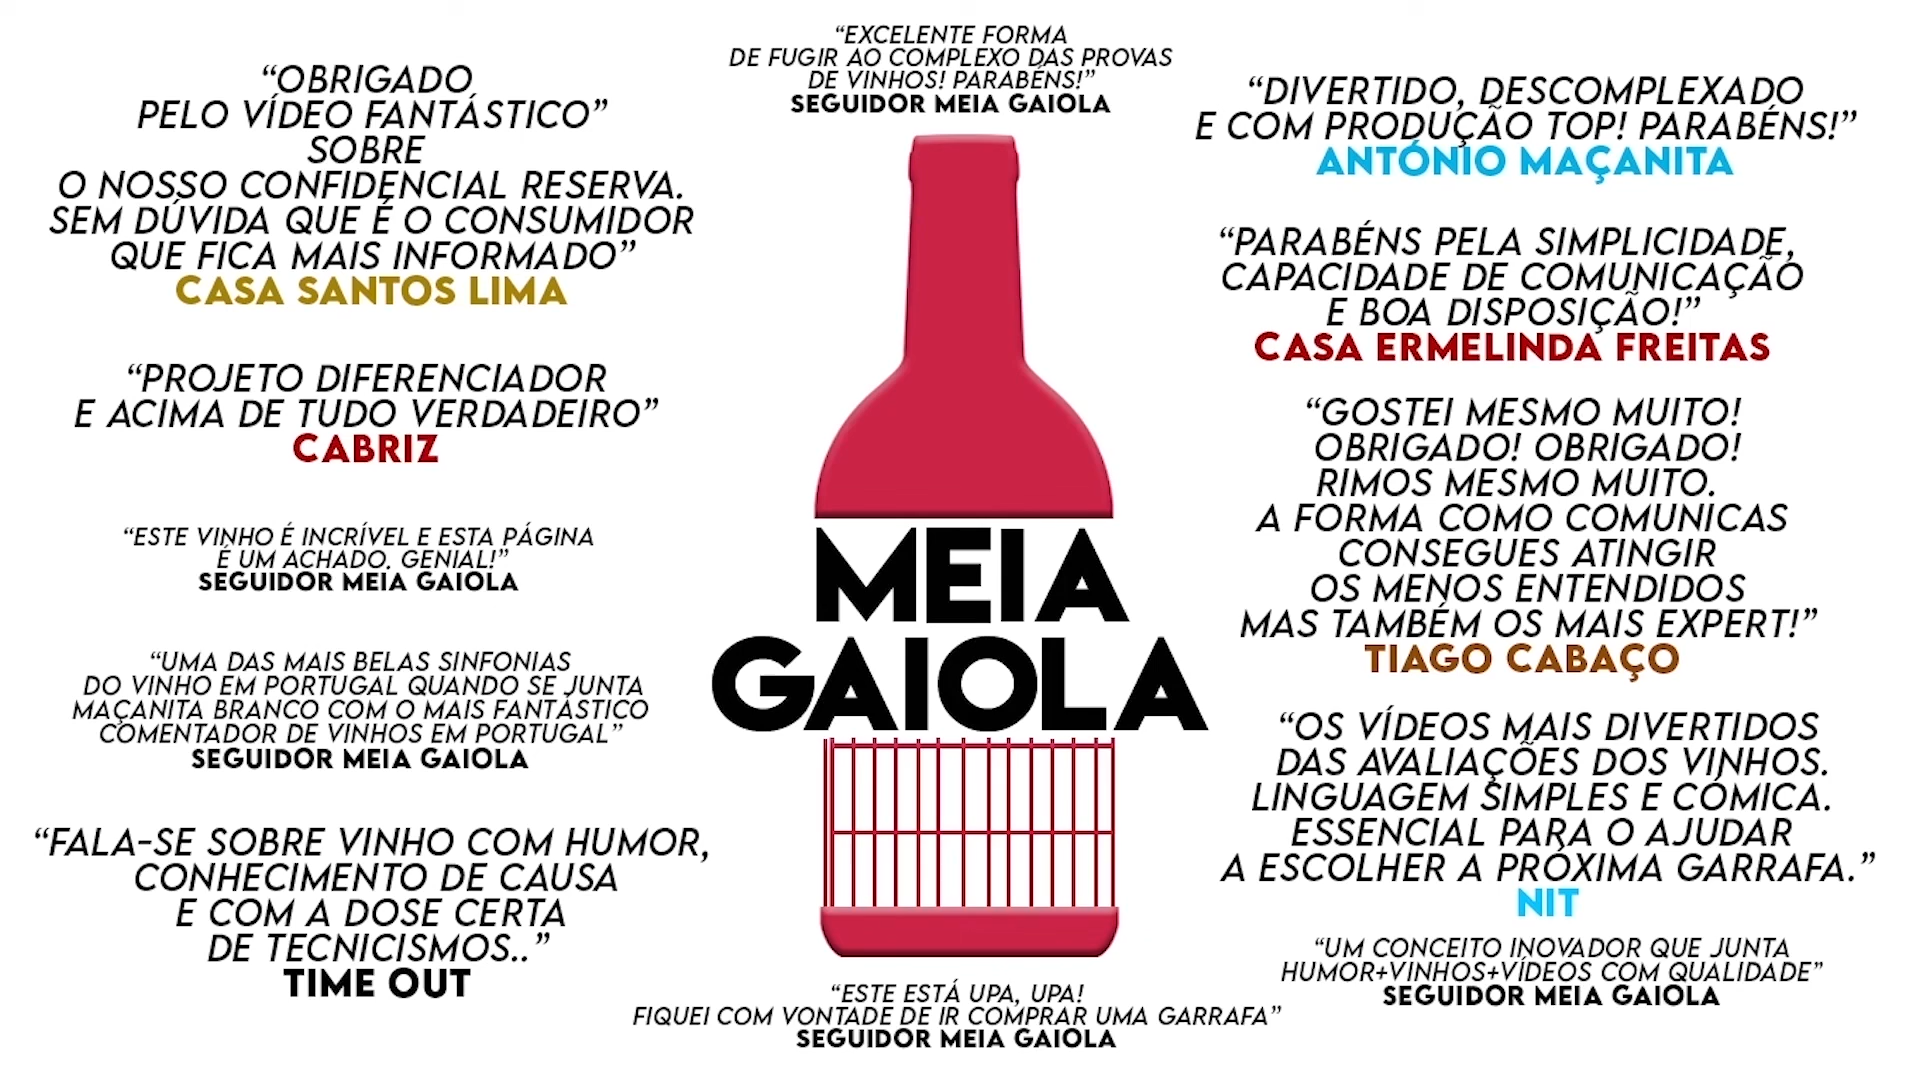 “OBRIGADO
PELO VÍDEO FANTÁSTICO”
SOBRE
O NOSSO CONFIDENCIAL RESERVA.
SEM DÚVIDA QUE É O CONSUMIDOR
QUE FICA MAIS INFORMADO”
CASA SANTOS LIMA
“PROJETO DIFERENCIADOR
E ACIMA DE TUDO VERDADEIRO”
CABRIZ
“ESTE VINHO É INCRÍVEL E ESTA PÁGINA
É UM ACHADO. GENIAL!”
SEGUIDOR MEIA GAIOLA
“UMA DAS MAIS BELAS SINFONIAS
DO VINHO EM PORTUGAL QUANDO SE JUNTA
MAÇANITA BRANCO COM O MAIS FANTÁSTICO
COMENTADOR DE VINHOS EM PORTUGAL”
SEGUIDOR MEIA GAIOLA
“FALA-SE SOBRE VINHO COM HUMOR,
CONHECIMENTO DE CAUSA
E COM A DOSE CERTA
DE TECNICISMOS..”
TIME OUT
“EXCELENTE FORMA
DE FUGIR AO COMPLEXO DAS PROVAS
DE VINHOS! PARABÉNS!”
SEGUIDOR MEIA GAIOLA
MEIA
GAIOLA
“ESTE ESTÁ UPA, UPA!
FIQUEI COM VONTADE DE IR COMPRAR UMA GARRAFA”
SEGUIDOR MEIA GAIOLA
“DIVERTIDO, DESCOMPLEXADO
E COM PRODUÇÃO TOP! PARABÉNS!”
ANTÓNIO MAÇANITA
“PARABÉNS PELA SIMPLICIDADE,
CAPACIDADE DE COMUNICAÇÃO
E BOA DISPOSIÇÃO!”
CASA ERMELINDA FREITAS
“GOSTEI MESMO MUITO!
OBRIGADO! OBRIGADO!
RIMOS MESMO MUITO.
A FORMA COMO COMUNICAS
CONSEGUES ATINGIR
OS MENOS ENTENDIDOS
MAS TAMBÉM OS MAIS EXPERT!”
TIAGO CABAÇO
“OS VÍDEOS MAIS DIVERTIDOS
DAS AVALIAÇÕES DOS VINHOS.
LINGUAGEM SIMPLES E CÓMICA.
ESSENCIAL PARA O AJUDAR
A ESCOLHER A PRÓXIMA GARRAFA.”
NIT
“UM CONCEITO INOVADOR QUE JUNTA
HUMOR+VINHOS+VÍDEOS COM QUALIDADE”
SEGUIDOR MEIA GAIOLA